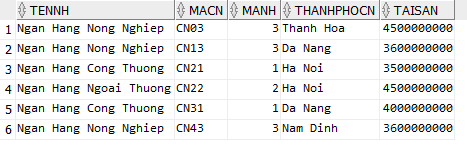 TENNH MACN MANH THANHPHOCN TAISAN
1 Ngan Hang Nong Nghiep CN03 3 Thanh Hoa 4500000000
2 Ngan Hang Nong Nghiep CN13 3 Da Nang 3600000000
3 Ngan Hang Cong Thuong CN21 1 Ha Noi 3500000000
4 Ngan Hang Ngoai Thuong CN22 2 Ha Noi 4500000000
5 Ngan Hang Cong Thuong CN31 1 Da Nang 4000000000
6 Ngan Hang Nong Nghiep CN43 3 Nam Dinh 3600000000